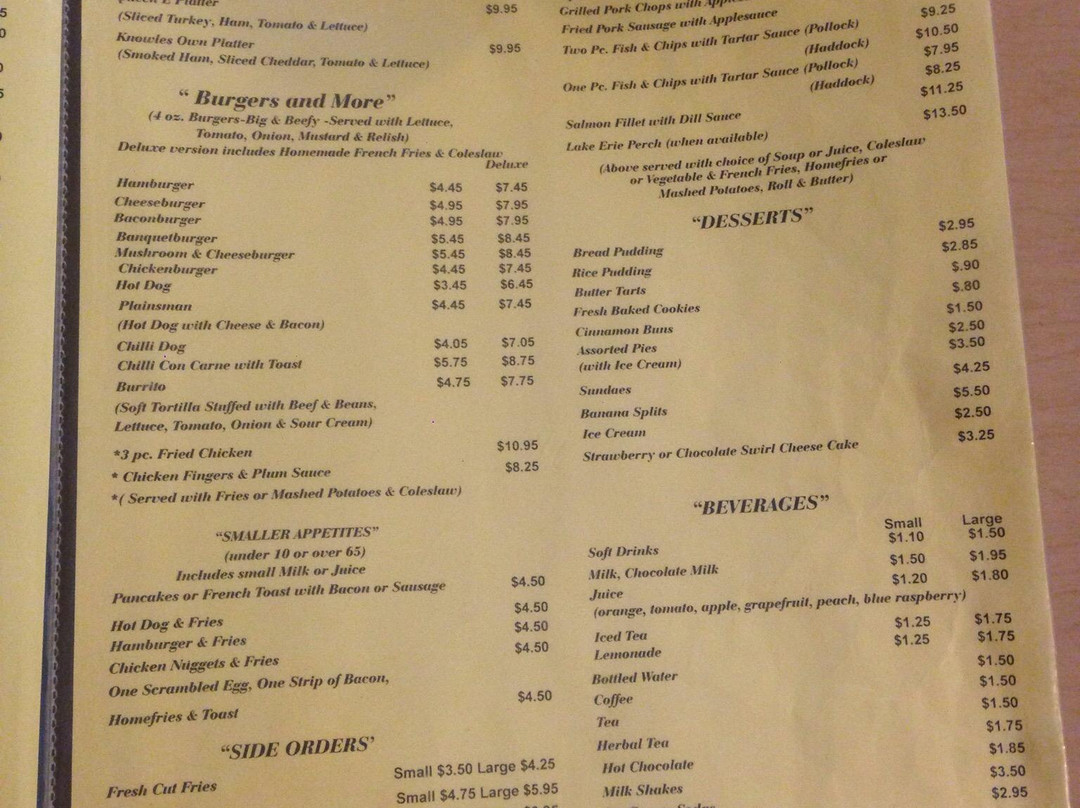 Platter $9.95
(Sliced Turkey, Ham, Tomato & Lettuce)
Knowles Own Platter $9.95
(Smoked Ham, Sliced Cheddar, Tomato & Lettuce)
“ Burgers and More”
(4 oz. Burgers-Big & Beefy -Served with Lettuce,
Tomato, Onion, Mustard & Relish)
Deluxe version includes Homemade French Fries & Coleslaw
Deluxe
Hamburger $4.45 $7.45
Cheeseburger $4.95 $7.95
Baconburger $4.95 $7.95
Banquetburger $5.45 $8.45
Mushroom & Cheeseburger $5.45 $8.45
Chickenburger $4.45 $7.45
Hot Dog $3.45 $6.45
Plainsman $4.45 $7.45
(Hot Dog with Cheese & Bacon)
Chilli Dog $4.05 $7.05
Chilli Con Carne with Toast $5.75 $8.75
Burrito $4.75 $7.75
(Soft Tortilla Stuffed with Beef & Beans,
Lettuce, Tomato, Onion & Sour Cream)
*3 pc. Fried Chicken $10.95
* Chicken Fingers & Plum Sauce $8.25
*( Served with Fries or Mashed Potatoes & Coleslaw)
“SMALLER APPETITES”
(under 10 or over 65)
Includes small Milk or Juice
Pancakes or French Toast with Bacon or Sausage $4.50
Hot Dog & Fries $4.50
Hamburger & Fries $4.50
Chicken Nuggets & Fries $4.50
One Scrambled Egg, One Strip of Bacon,
Homefries & Toast $4.50
“SIDE ORDERS’
Fresh Cut Fries Small $3.50 Large $4.25
Small $4.75 Large $5.95
Grilled Pork Chops with
Fried Pork Sausage with Applesauce
Two Pc. Fish & Chips with Tartar Sauce (Pollock) $9.25
(Haddock) $10.50
One Pc. Fish & Chips with Tartar Sauce (Pollock) $7.95
(Haddock) $8.25
Salmon Fillet with Dill Sauce $11.25
Lake Erie Perch (when available) $13.50
(Above served with choice of Soup or Juice, Coleslaw
or Vegetable & French Fries, Homefries or
Mashed Potatoes, Roll & Butter)
“DESSERTS”
Bread Pudding $2.95
Rice Pudding $2.85
Butter Tarts $.90
Fresh Baked Cookies $.80
Cinnamon Buns $1.50
Assorted Pies $2.50
(with Ice Cream) $3.50
Sundaes $4.25
Banana Splits $5.50
Ice Cream $2.50
Strawberry or Chocolate Swirl Cheese Cake $3.25
“BEVERAGES”
Small Large
Soft Drinks $1.10 $1.50
Milk, Chocolate Milk $1.50 $1.95
Juice $1.20 $1.80
(orange, tomato, apple, grapefruit, peach, blue raspberry)
Iced Tea $1.25 $1.75
Lemonade $1.25 $1.75
Bottled Water $1.50
Coffee $1.50
Tea $1.50
Herbal Tea $1.75
Hot Chocolate $1.85
Milk Shakes $3.50
$2.95